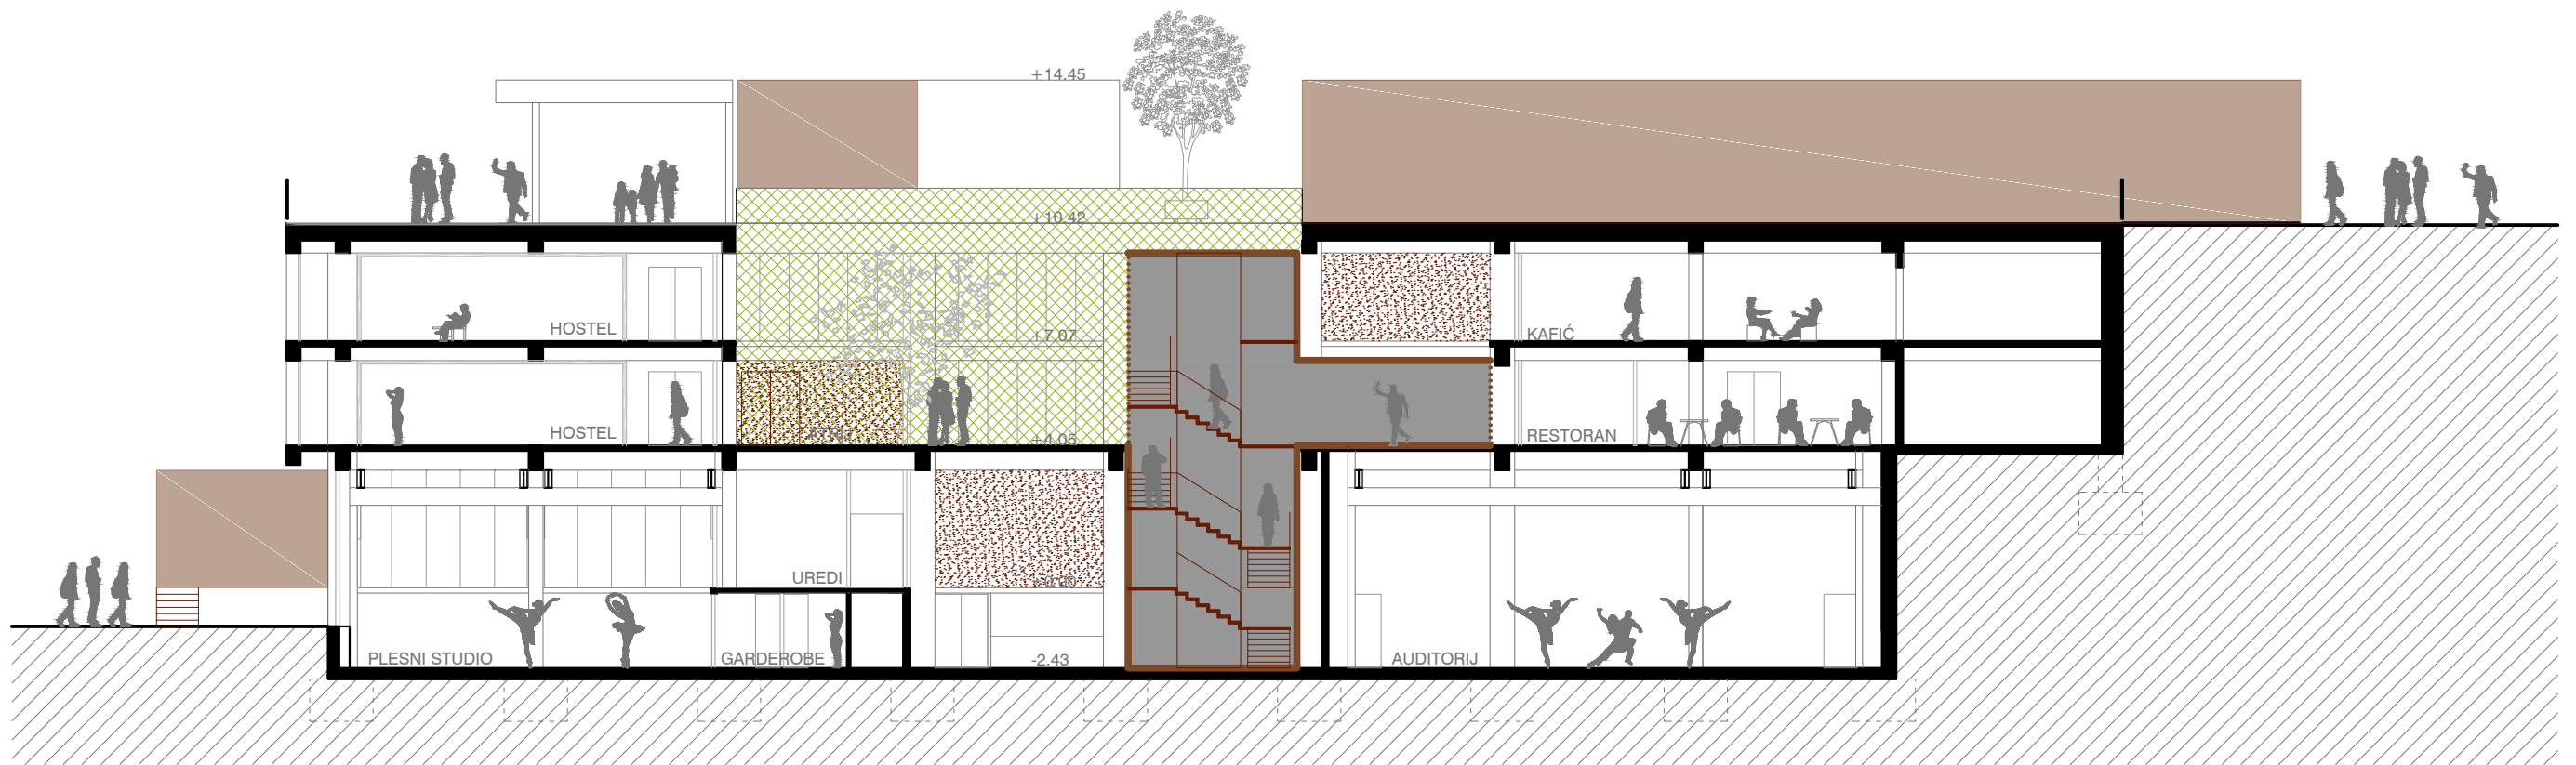 +14.45
+10.42
HOSTEL
+7.07
KAFIĆ
HOSTEL
+4.05
RESTORAN
UREDI
PLESNI STUDIO
GARDEROBE
-2.43
AUDITORIJ